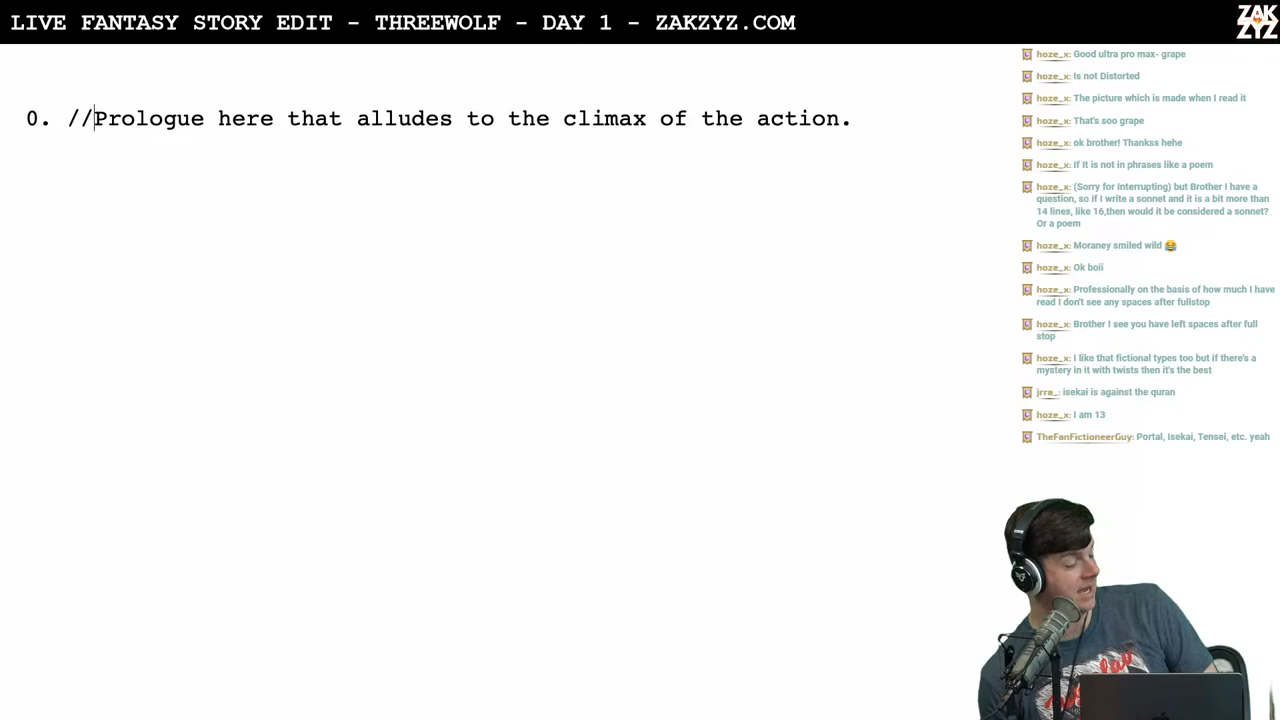 LIVE FANTASY STORY EDIT - THREEWOLF - DAY 1 - ZAKZYZ.COM
ZAK
ZYZ
0. //Prologue here that alludes to the climax of the action.
hoze_x: Good ultra pro max- grape
hoze_x: Is not Distorted
hoze_x: The picture which is made when I read it
hoze_x: That's soo grape
hoze_x: ok brother! Thankss hehe
hoze_x: If It is not in phrases like a poem
hoze_x: (Sorry for Interrupting) but Brother I have a
question, so if I write a sonnet and it is a bit more than
14 lines, like 16,then would it be considered a sonnet?
Or a poem
hoze_x: Moraney smiled wild 😂
hoze_x: Ok boii
hoze_x: Professionally on the basis of how much I have
read I don't see any spaces after fullstop
hoze_x: Brother I see you have left spaces after full
stop
hoze_x: I like that fictional types too but if there's a
mystery in it with twists then it's the best
jrra_: isekai is against the quran
hoze_x: I am 13
TheFanFictioneerGuy: Portal, Isekai, Tensei, etc. yeah